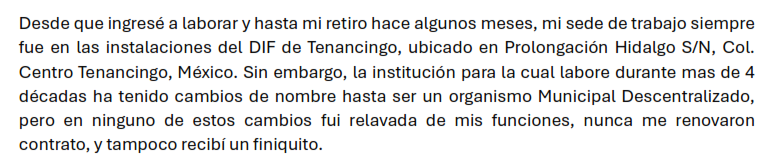 Desde que ingresé a laborar y hasta mi retiro hace algunos meses, mi sede de trabajo siempre
fue en las instalaciones del DIF de Tenancingo, ubicado en Prolongación Hidalgo S/N, Col.
Centro Tenancingo, México. Sin embargo, la institución para la cual labore durante mas de 4
décadas ha tenido cambios de nombre hasta ser un organismo Municipal Descentralizado,
pero en ninguno de estos cambios fui relavada de mis funciones, nunca me renovaron
contrato, y tampoco recibí un finiquito.